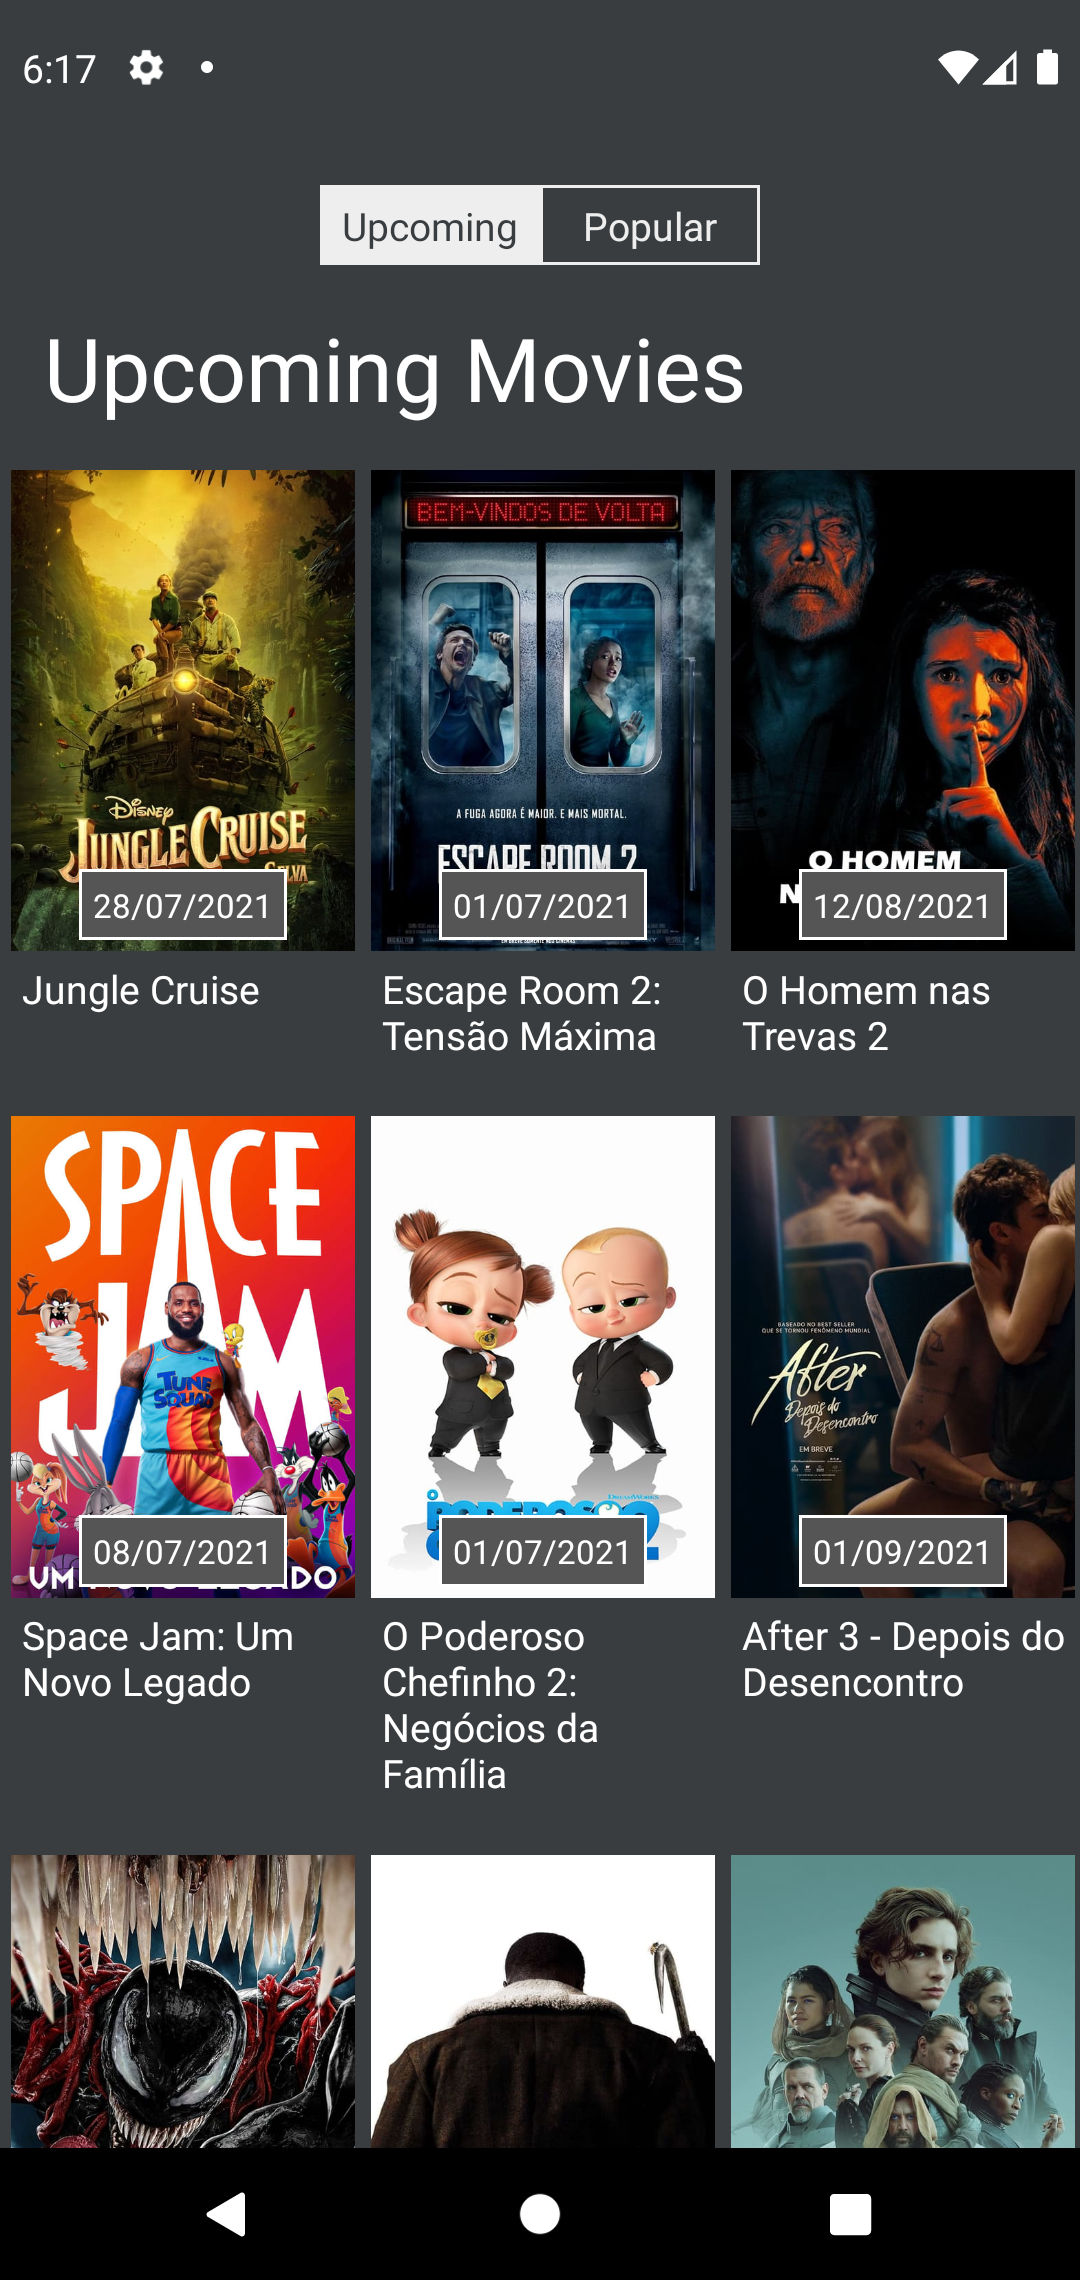 6:17
Upcoming Popular
Upcoming Movies
DISNEY
JUNGLE CRUISE
28/07/2021
Jungle Cruise
BEM-VINDOS DE VOLTA
A FUGA AGORA É MAIOR. E MAIS MORTAL.
ESCAPE ROOM 2
01/07/2021
Escape Room 2:
Tensão Máxima
O HOMEM
12/08/2021
O Homem nas
Trevas 2
SPACE
JAM
TUNE
SQUAD
08/07/2021
Space Jam: Um
Novo Legado
DREAMWORKS
O
PODEROSO
01/07/2021
O Poderoso
Chefinho 2:
Negócios da
Família
BASEADO NO BEST SELLER
QUE SE TORNOU FENÔMENO MUNDIAL
After
Depois do
Desencontro
EM BREVE
01/09/2021
After 3 - Depois do
Desencontro